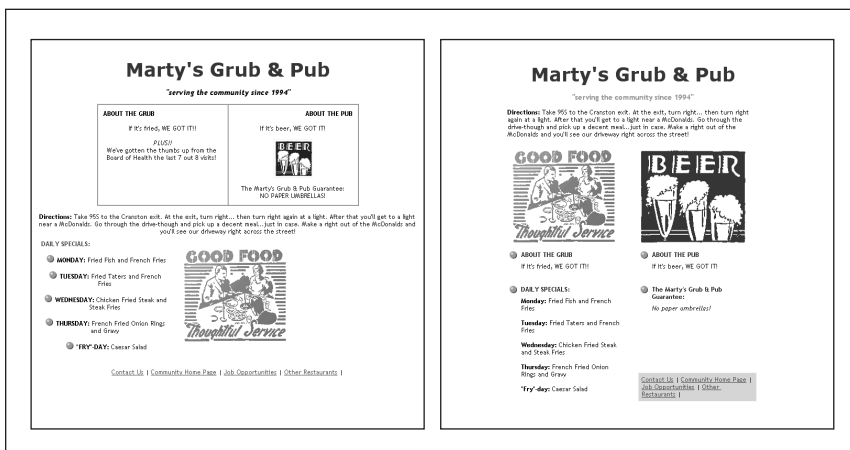 Marty's Grub & Pub
"serving the community since 1994"
ABOUT THE GRUB
If it's fried, WE GOT IT!!
PLUS!!
We've gotten the thumbs up from the
Board of Health the last 7 out 8 visits!
ABOUT THE PUB
If it's beer, WE GOT IT!
BEER
The Marty's Grub & Pub Guarantee:
NO PAPER UMBRELLAS!
Directions: Take 95S to the Cranston exit. At the exit, turn right... then turn right again at a light. After that you'll get to a light
near a McDonalds. Go through the drive-though and pick up a decent meal...just in case. Make a right out of the McDonalds and
you'll see our driveway right across the street!
DAILY SPECIALS:
MONDAY: Fried Fish and French Fries
TUESDAY: Fried Taters and French
Fries
WEDNESDAY: Chicken Fried Steak and
Steak Fries
THURSDAY: French Fried Onion Rings
and Gravy
"FRY"-DAY: Caesar Salad
GOOD FOOD
Thoughtful Service
Contact Us | Community Home Page | Job Opportunities | Other Restaurants |
Marty's Grub & Pub
"serving the community since 1994"
Directions: Take 95S to the Cranston exit. At the exit, turn right... then turn right
again at a light. After that you'll get to a light near a McDonalds. Go through the
drive-though and pick up a decent meal...just in case. Make a right out of the
McDonalds and you'll see our driveway right across the street!
GOOD FOOD
Thoughtful Service
ABOUT THE GRUB
If it's fried, WE GOT IT!!
DAILY SPECIALS:
Monday: Fried Fish and French
Fries
Tuesday: Fried Taters and French
Fries
Wednesday: Chicken Fried Steak
and Steak Fries
Thursday: French Fried Onion
Rings and Gravy
"Fry"-day: Caesar Salad
BEER
ABOUT THE PUB
If it's beer, WE GOT IT!
The Marty's Grub & Pub
Guarantee:
No paper umbrellas!
Contact Us | Community Home Page |
Job Opportunities | Other
Restaurants |